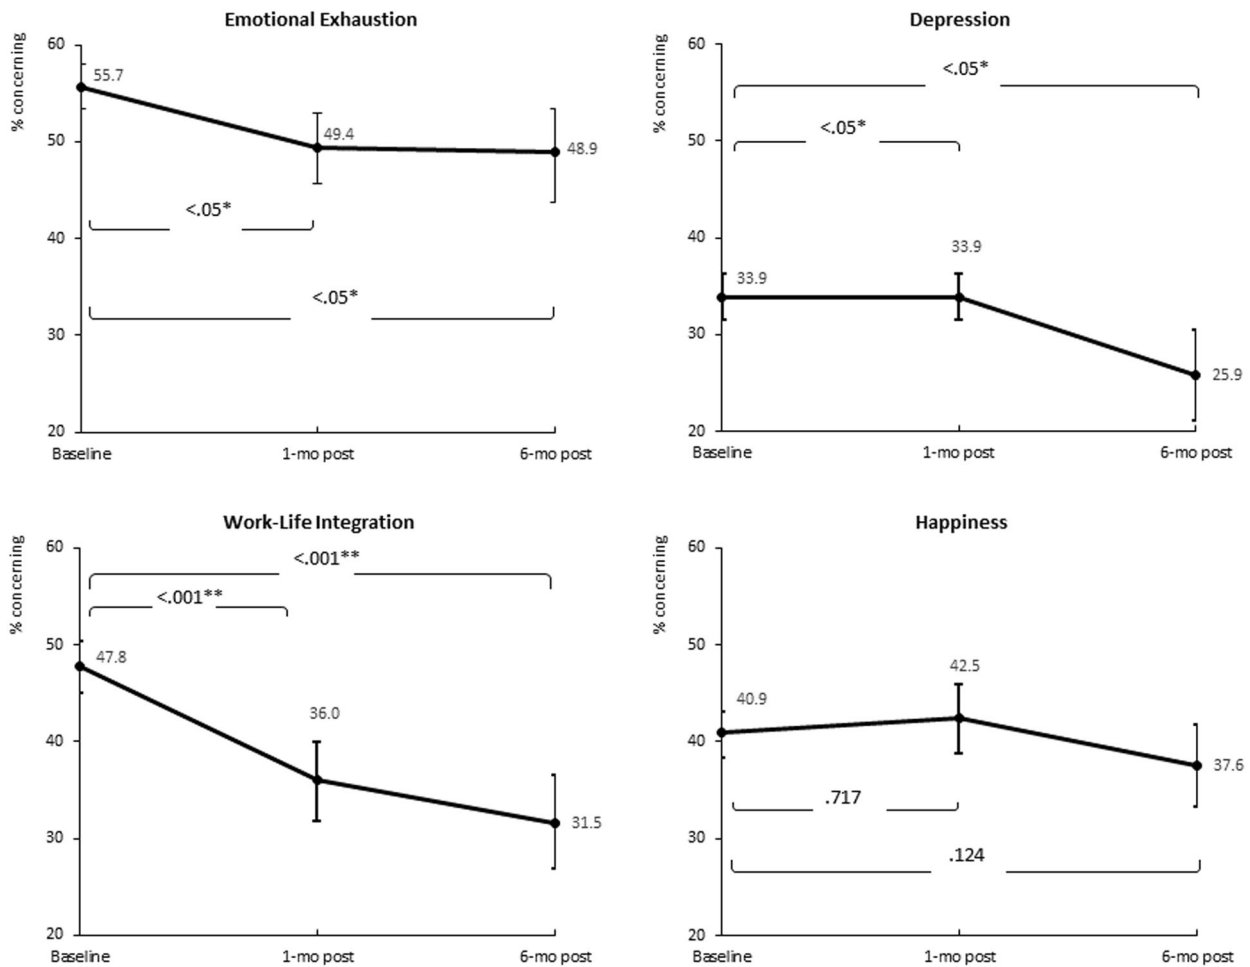 Emotional Exhaustion
% concerning
60
50
40
30
20
55.7
49.4
48.9
<.05*
<.05*
Baseline
1-mo post
6-mo post
Depression
% concerning
60
50
40
30
20
<.05*
<.05*
33.9
33.9
25.9
Baseline
1-mo post
6-mo post
Work-Life Integration
% concerning
60
50
40
30
20
<.001**
<.001**
47.8
36.0
31.5
Baseline
1-mo post
6-mo post
Happiness
% concerning
60
50
40
30
20
40.9
42.5
37.6
.717
.124
Baseline
1-mo post
6-mo post